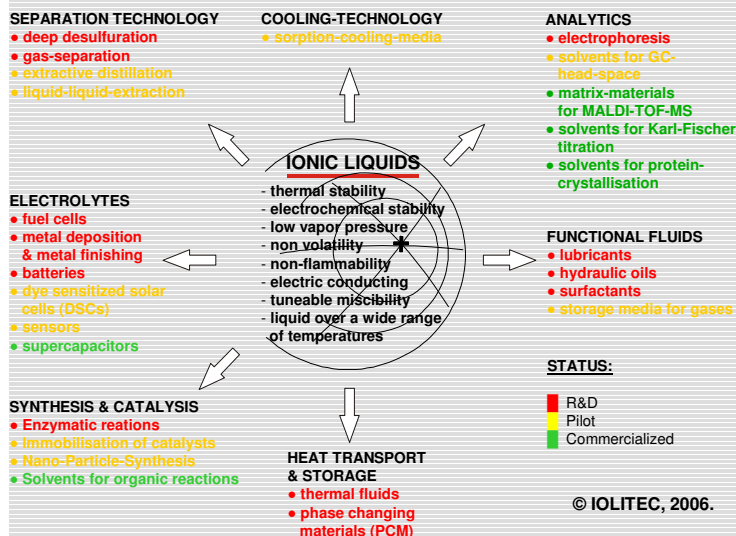 SEPARATION TECHNOLOGY
● deep desulfuration
● gas-separation
● extractive distillation
● liquid-liquid-extraction
COOLING-TECHNOLOGY
● sorption-cooling-media
ANALYTICS
● electrophoresis
● solvents for GC-
head-space
● matrix-materials
for MALDI-TOF-MS
● solvents for Karl-Fischer
titration
● solvents for protein-
crystallisation
IONIC LIQUIDS
- thermal stability
- electrochemical stability
- low vapor pressure
- non volatility
- non-flammability
- electric conducting
- tuneable miscibility
- liquid over a wide range
of temperatures
ELECTROLYTES
● fuel cells
● metal deposition
& metal finishing
● batteries
● dye sensitized solar
cells (DSCs)
● sensors
● supercapacitors
FUNCTIONAL FLUIDS
● lubricants
● hydraulic oils
● surfactants
● storage media for gases
SYNTHESIS & CATALYSIS
● Enzymatic reations
● Immobilisation of catalysts
● Nano-Particle-Synthesis
● Solvents for organic reactions
HEAT TRANSPORT
& STORAGE
● thermal fluids
● phase changing
materials (PCM)
STATUS:
R&D
Pilot
Commercialized
© IOLITEC, 2006.